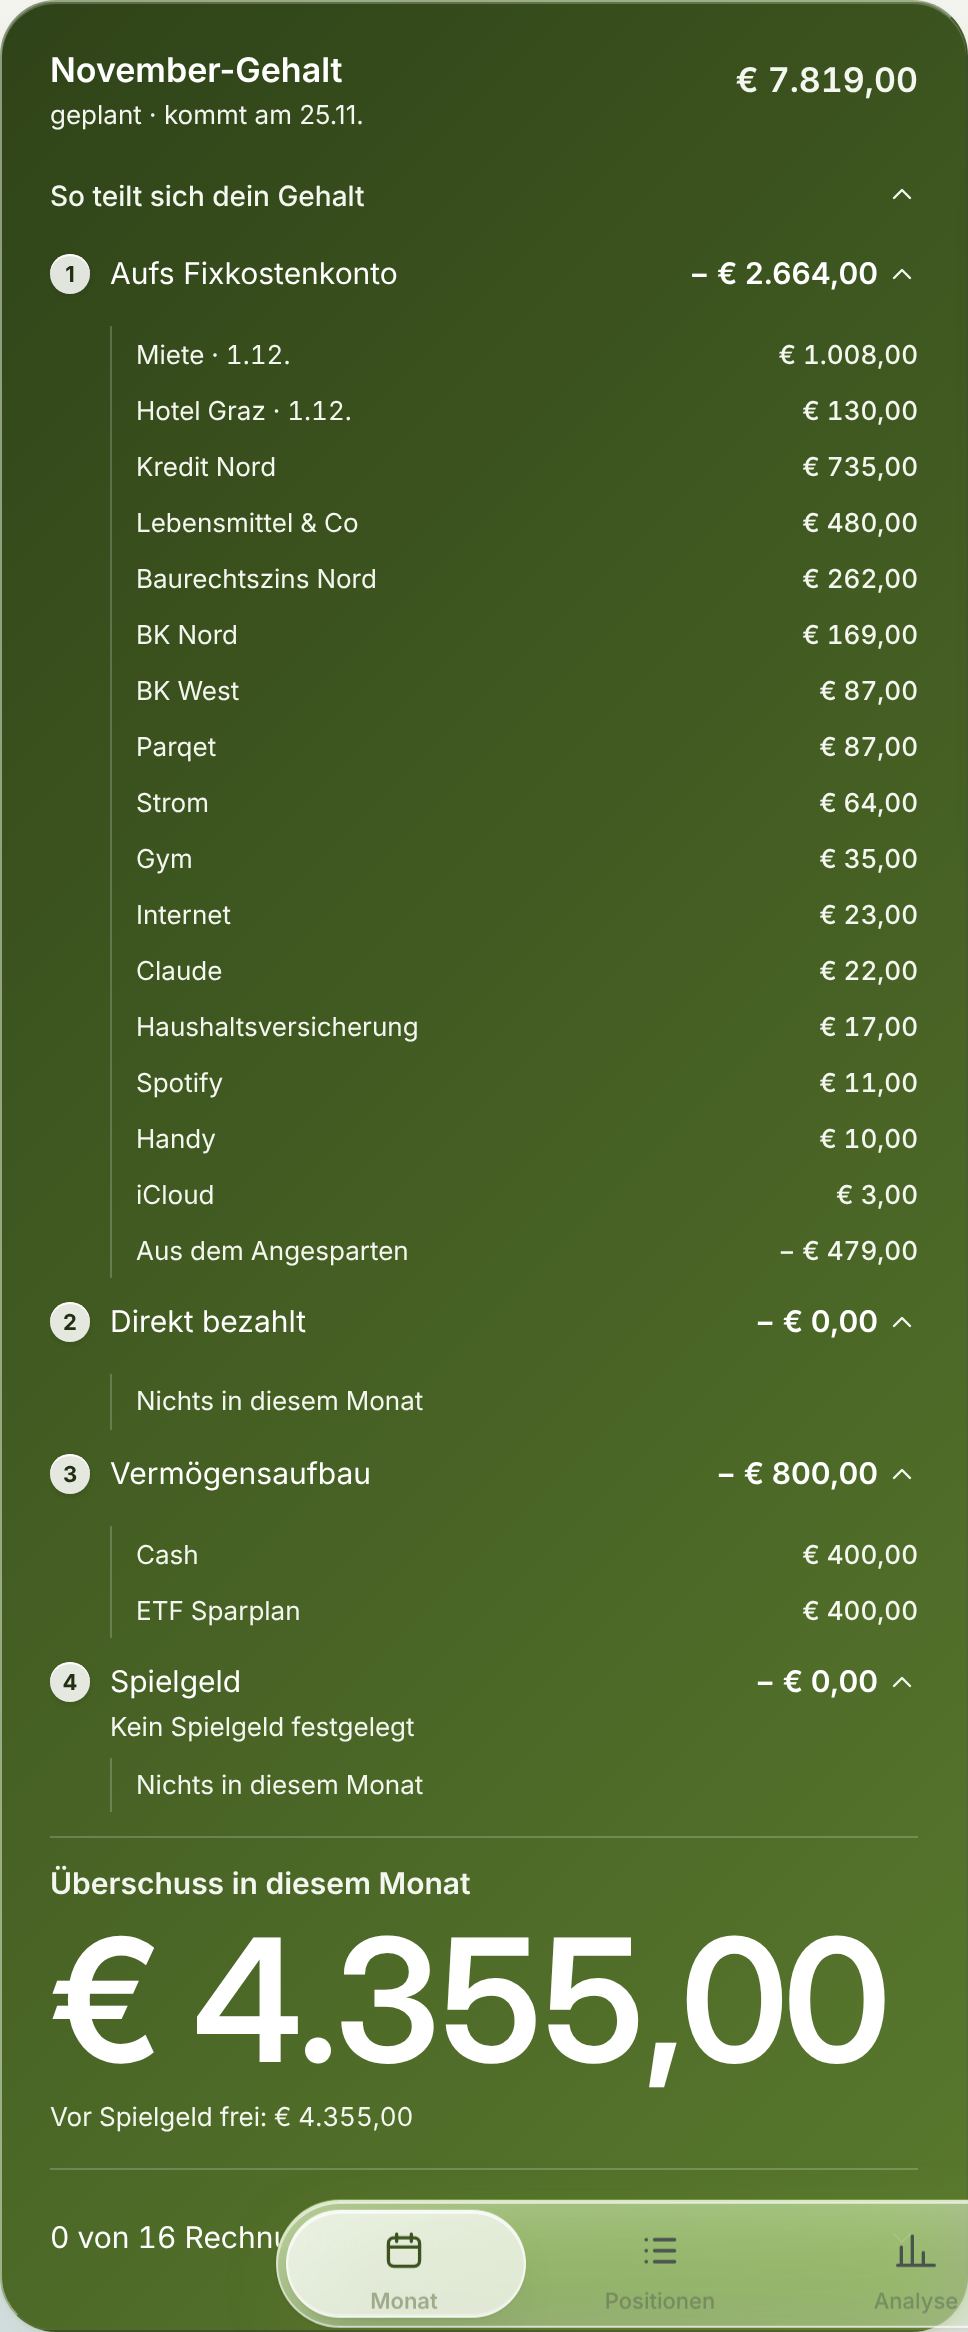 November-Gehalt
€ 7.819,00
geplant · kommt am 25.11.
So teilt sich dein Gehalt
1 Aufs Fixkostenkonto – € 2.664,00
Miete · 1.12. € 1.008,00
Hotel Graz · 1.12. € 130,00
Kredit Nord € 735,00
Lebensmittel & Co € 480,00
Baurechtszins Nord € 262,00
BK Nord € 169,00
BK West € 87,00
Parqet € 87,00
Strom € 64,00
Gym € 35,00
Internet € 23,00
Claude € 22,00
Haushaltsversicherung € 17,00
Spotify € 11,00
Handy € 10,00
iCloud € 3,00
Aus dem Angesparten – € 479,00
2 Direkt bezahlt – € 0,00
Nichts in diesem Monat
3 Vermögensaufbau – € 800,00
Cash € 400,00
ETF Sparplan € 400,00
4 Spielgeld – € 0,00
Kein Spielgeld festgelegt
Nichts in diesem Monat
Überschuss in diesem Monat
€ 4.355,00
Vor Spielgeld frei: € 4.355,00
0 von 16
Monat Positionen Analyse